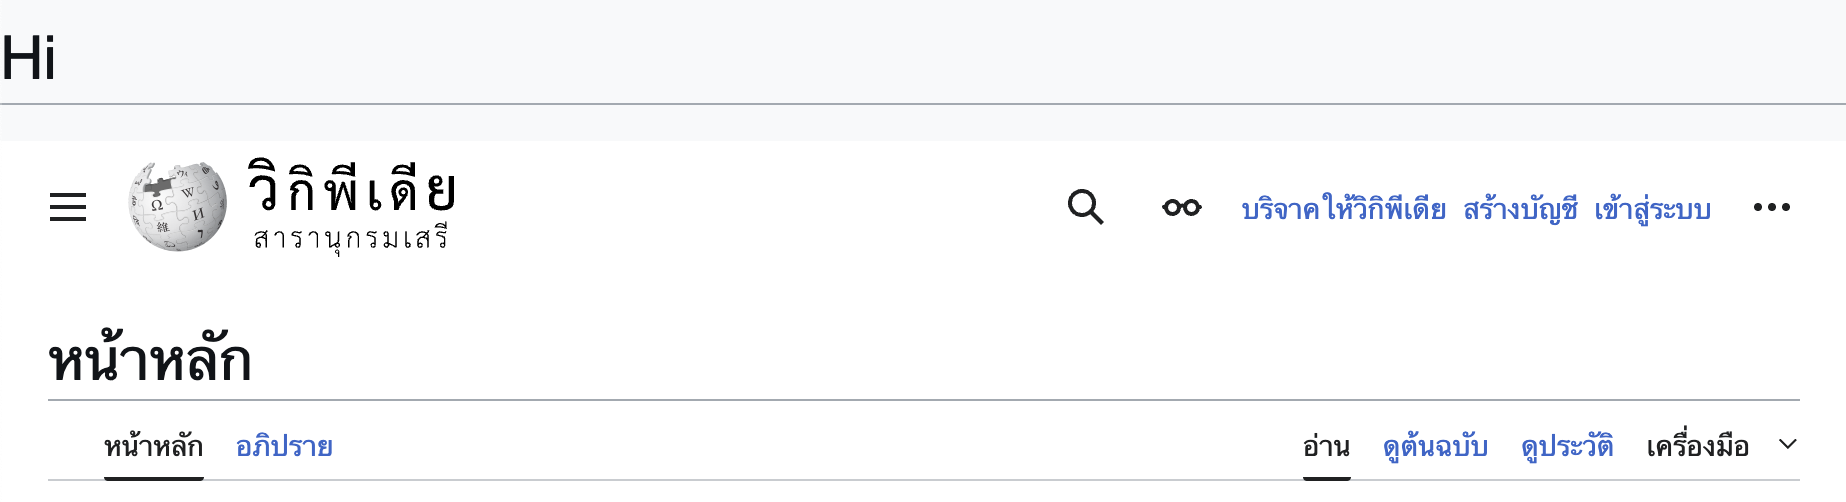 Hi
วิกิพีเดีย
สารานุกรมเสรี
บริจาคให้วิกิพีเดีย สร้างบัญชี เข้าสู่ระบบ
หน้าหลัก
หน้าหลัก อภิปราย อ่าน ดูต้นฉบับ ดูประวัติ เครื่องมือ